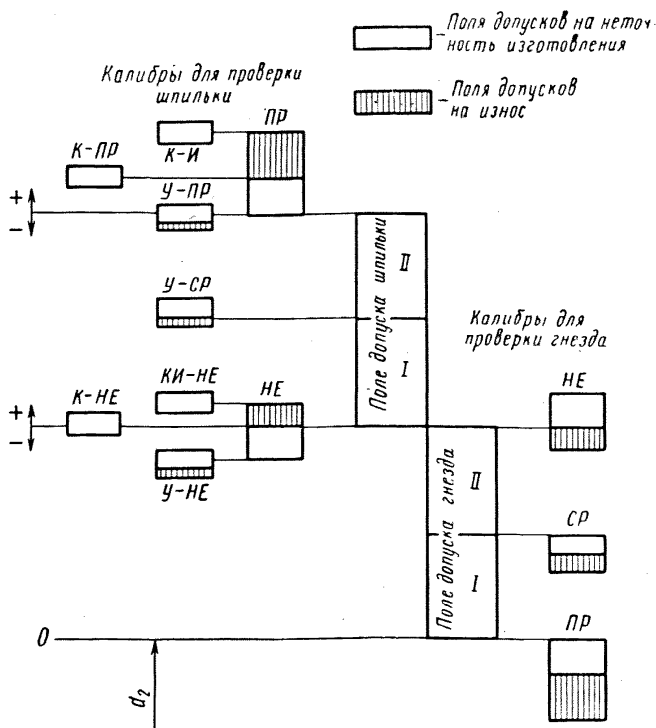 Поля допусков на неточ-
ность изготовления
Поля допусков
на износ
Калибры для проверки
шпильки
ПР
К-И
К-ПР
У-ПР
+
−
У-СР
Поле допуска шпильки
II
I
Калибры для
проверки гнезда
КИ-НЕ
НЕ
К-НЕ
+
−
У-НЕ
НЕ
Поле допуска гнезда
II
I
СР
0
ПР
d₂